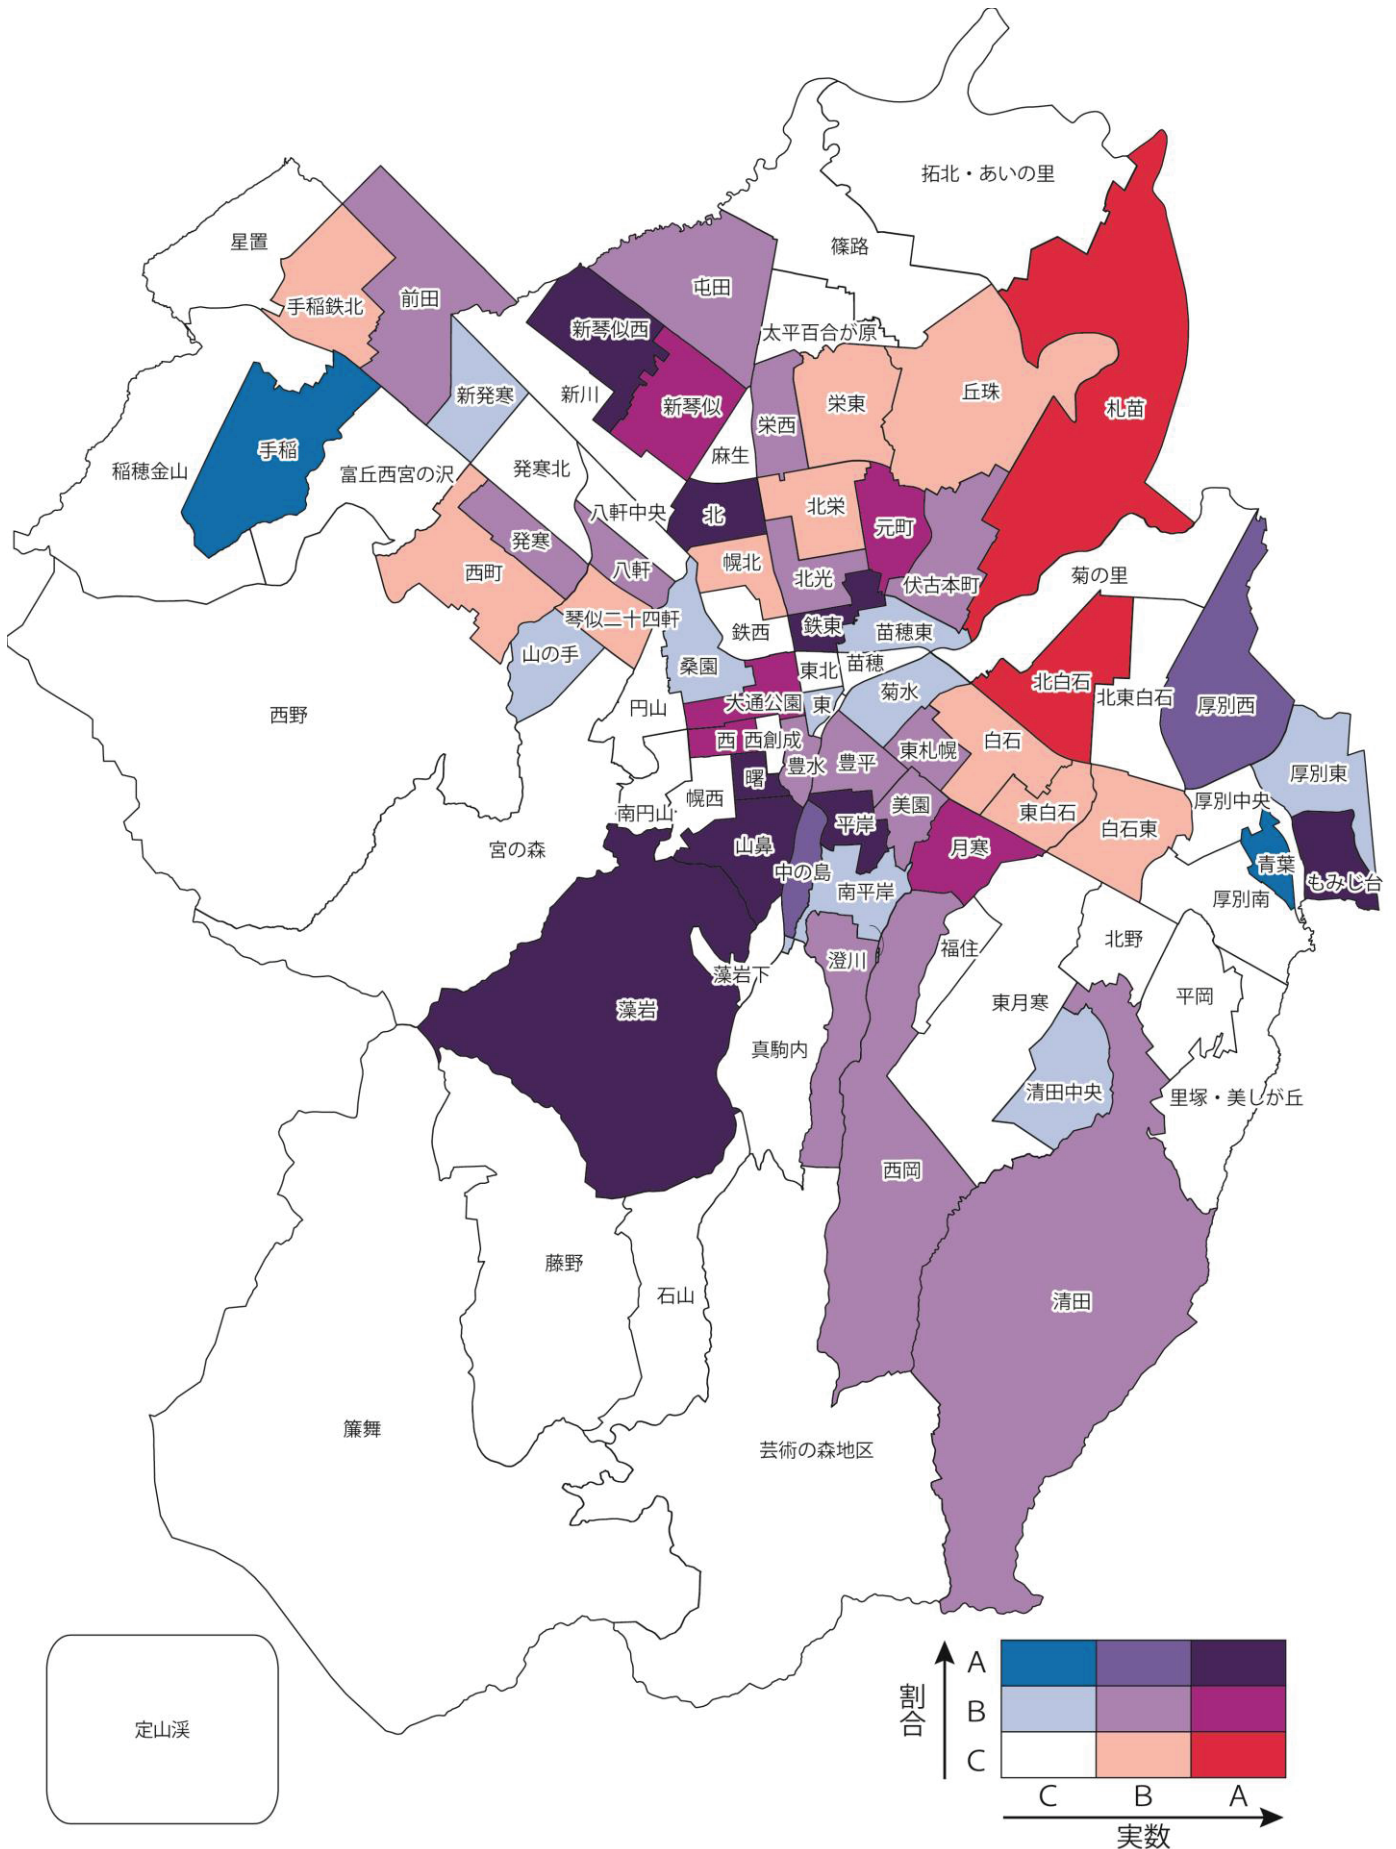 拓北・あいの里
星置
篠路
手稲鉄北
前田
屯田
新琴似西
太平百合が原
新発寒
新川
新琴似
栄東
丘珠
札苗
栄西
手稲
麻生
稲穂金山
富丘西宮の沢
発寒北
八軒中央
北
北栄
元町
発寒
西町
八軒
幌北
北光
伏古本町
菊の里
琴似二十四軒
鉄西
鉄東
苗穂東
山の手
桑園
東北
苗穂
北白石
北東白石
西野
円山
大通公園
東
菊水
厚別西
西
西創成
東札幌
白石
豊水
豊平
厚別東
曙
幌西
南円山
美園
東白石
厚別中央
平岸
白石東
宮の森
山鼻
月寒
中の島
青葉
もみじ台
南平岸
厚別南
福住
北野
澄川
藻岩下
藻岩
東月寒
平岡
真駒内
清田中央
里塚・美しが丘
西岡
藤野
石山
清田
簾舞
芸術の森地区
定山渓
割合
A
B
C
C B A
実数